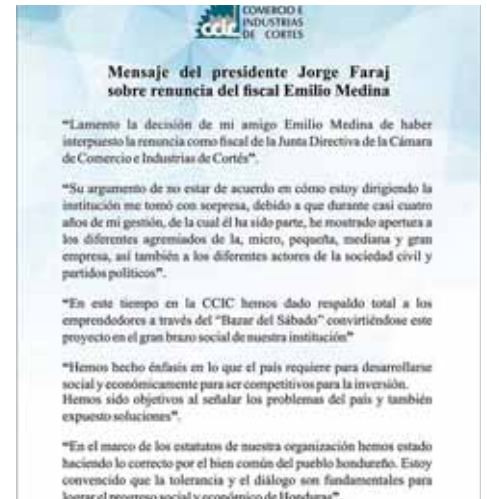 COMERCIO E
INDUSTRIAS
DE CORTÉS
ccic
Mensaje del presidente Jorge Faraj
sobre renuncia del fiscal Emilio Medina
“Lamento la decisión de mi amigo Emilio Medina de haber
interpuesto la renuncia como fiscal de la Junta Directiva de la Cámara
de Comercio e Industrias de Cortés”.
“Su argumento de no estar de acuerdo en cómo estoy dirigiendo la
institución me tomó con sorpresa, debido a que durante casi cuatro
años de mi gestión, de la cual él ha sido parte, he mostrado apertura a
los diferentes agremiados de la, micro, pequeña, mediana y gran
empresa, así también a los diferentes actores de la sociedad civil y
partidos políticos”.
“En este tiempo en la CCIC hemos dado respaldo total a los
emprendedores a través del “Bazar del Sábado” convirtiéndose este
proyecto en el gran brazo social de nuestra institución”
“Hemos hecho énfasis en lo que el país requiere para desarrollarse
social y económicamente para ser competitivos para la inversión.
Hemos sido objetivos al señalar los problemas del país y también
expuesto soluciones”.
“En el marco de los estatutos de nuestra organización hemos estado
haciendo lo correcto por el bien común del pueblo hondureño. Estoy
convencido que la tolerancia y el diálogo son fundamentales para
lograr el progreso social y económico de Honduras”